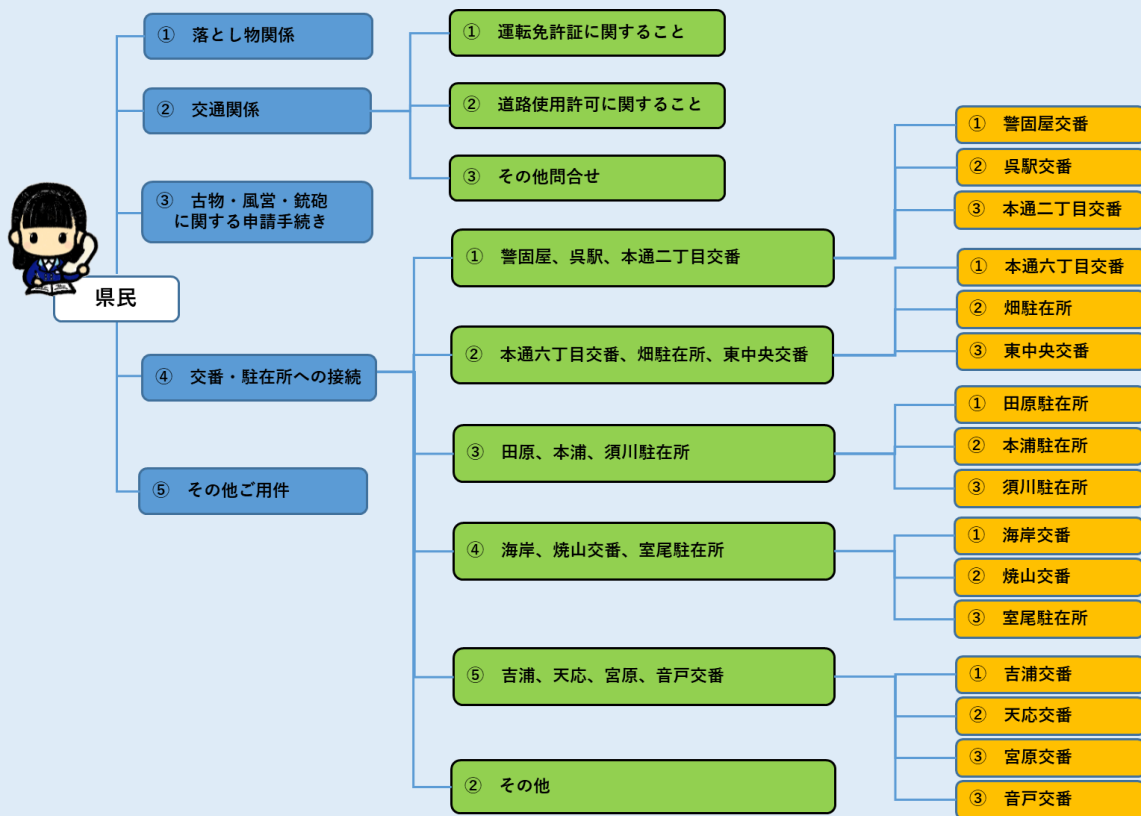 ① 落とし物関係
② 交通関係
③ 古物・風営・銃砲
に関する申請手続き
県民
④ 交番・駐在所への接続
⑤ その他ご用件
① 運転免許証に関すること
② 道路使用許可に関すること
③ その他問合せ
① 警固屋、呉駅、本通二丁目交番
② 本通六丁目交番、畑駐在所、東中央交番
③ 田原、本浦、須川駐在所
④ 海岸、焼山交番、室尾駐在所
⑤ 吉浦、天応、宮原、音戸交番
② その他
① 警固屋交番
② 呉駅交番
③ 本通二丁目交番
① 本通六丁目交番
② 畑駐在所
③ 東中央交番
① 田原駐在所
② 本浦駐在所
③ 須川駐在所
① 海岸交番
② 焼山交番
③ 室尾駐在所
① 吉浦交番
② 天応交番
③ 宮原交番
③ 音戸交番